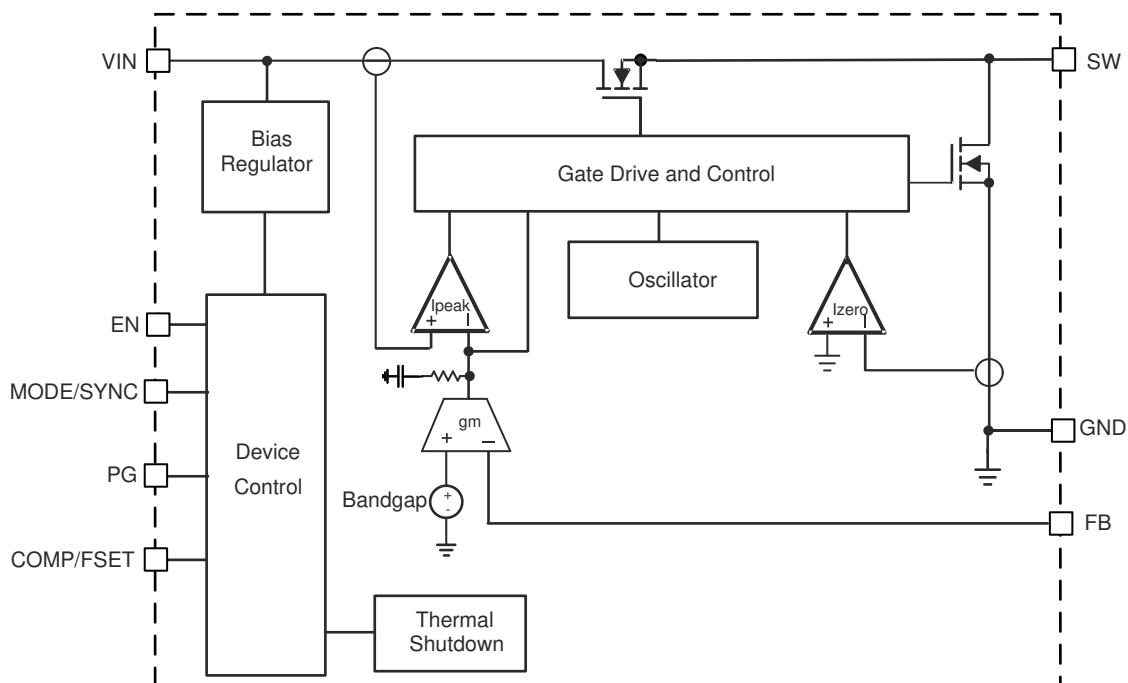 VIN
SW
Bias
Regulator
Gate Drive and Control
Oscillator
Ipeak
+
Izero
+
EN
MODE/SYNC
gm
+ –
GND
Device
Control
PG
Bandgap
+
-
FB
COMP/FSET
Thermal
Shutdown